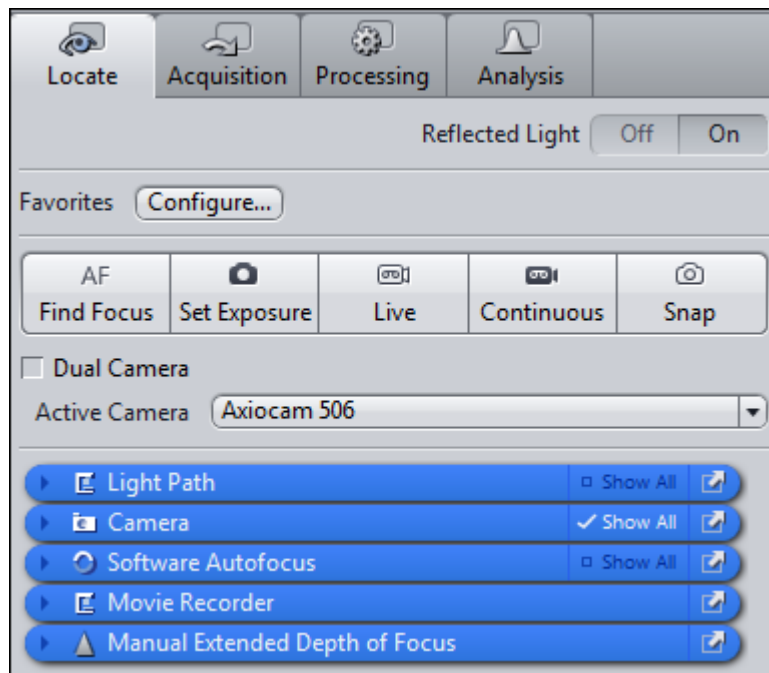 Locate Acquisition Processing Analysis
Reflected Light Off On
Favorites Configure...
AF
Find Focus Set Exposure Live Continuous Snap
Dual Camera
Active Camera Axiocam 506
Light Path Show All
Camera Show All
Software Autofocus Show All
Movie Recorder
Manual Extended Depth of Focus